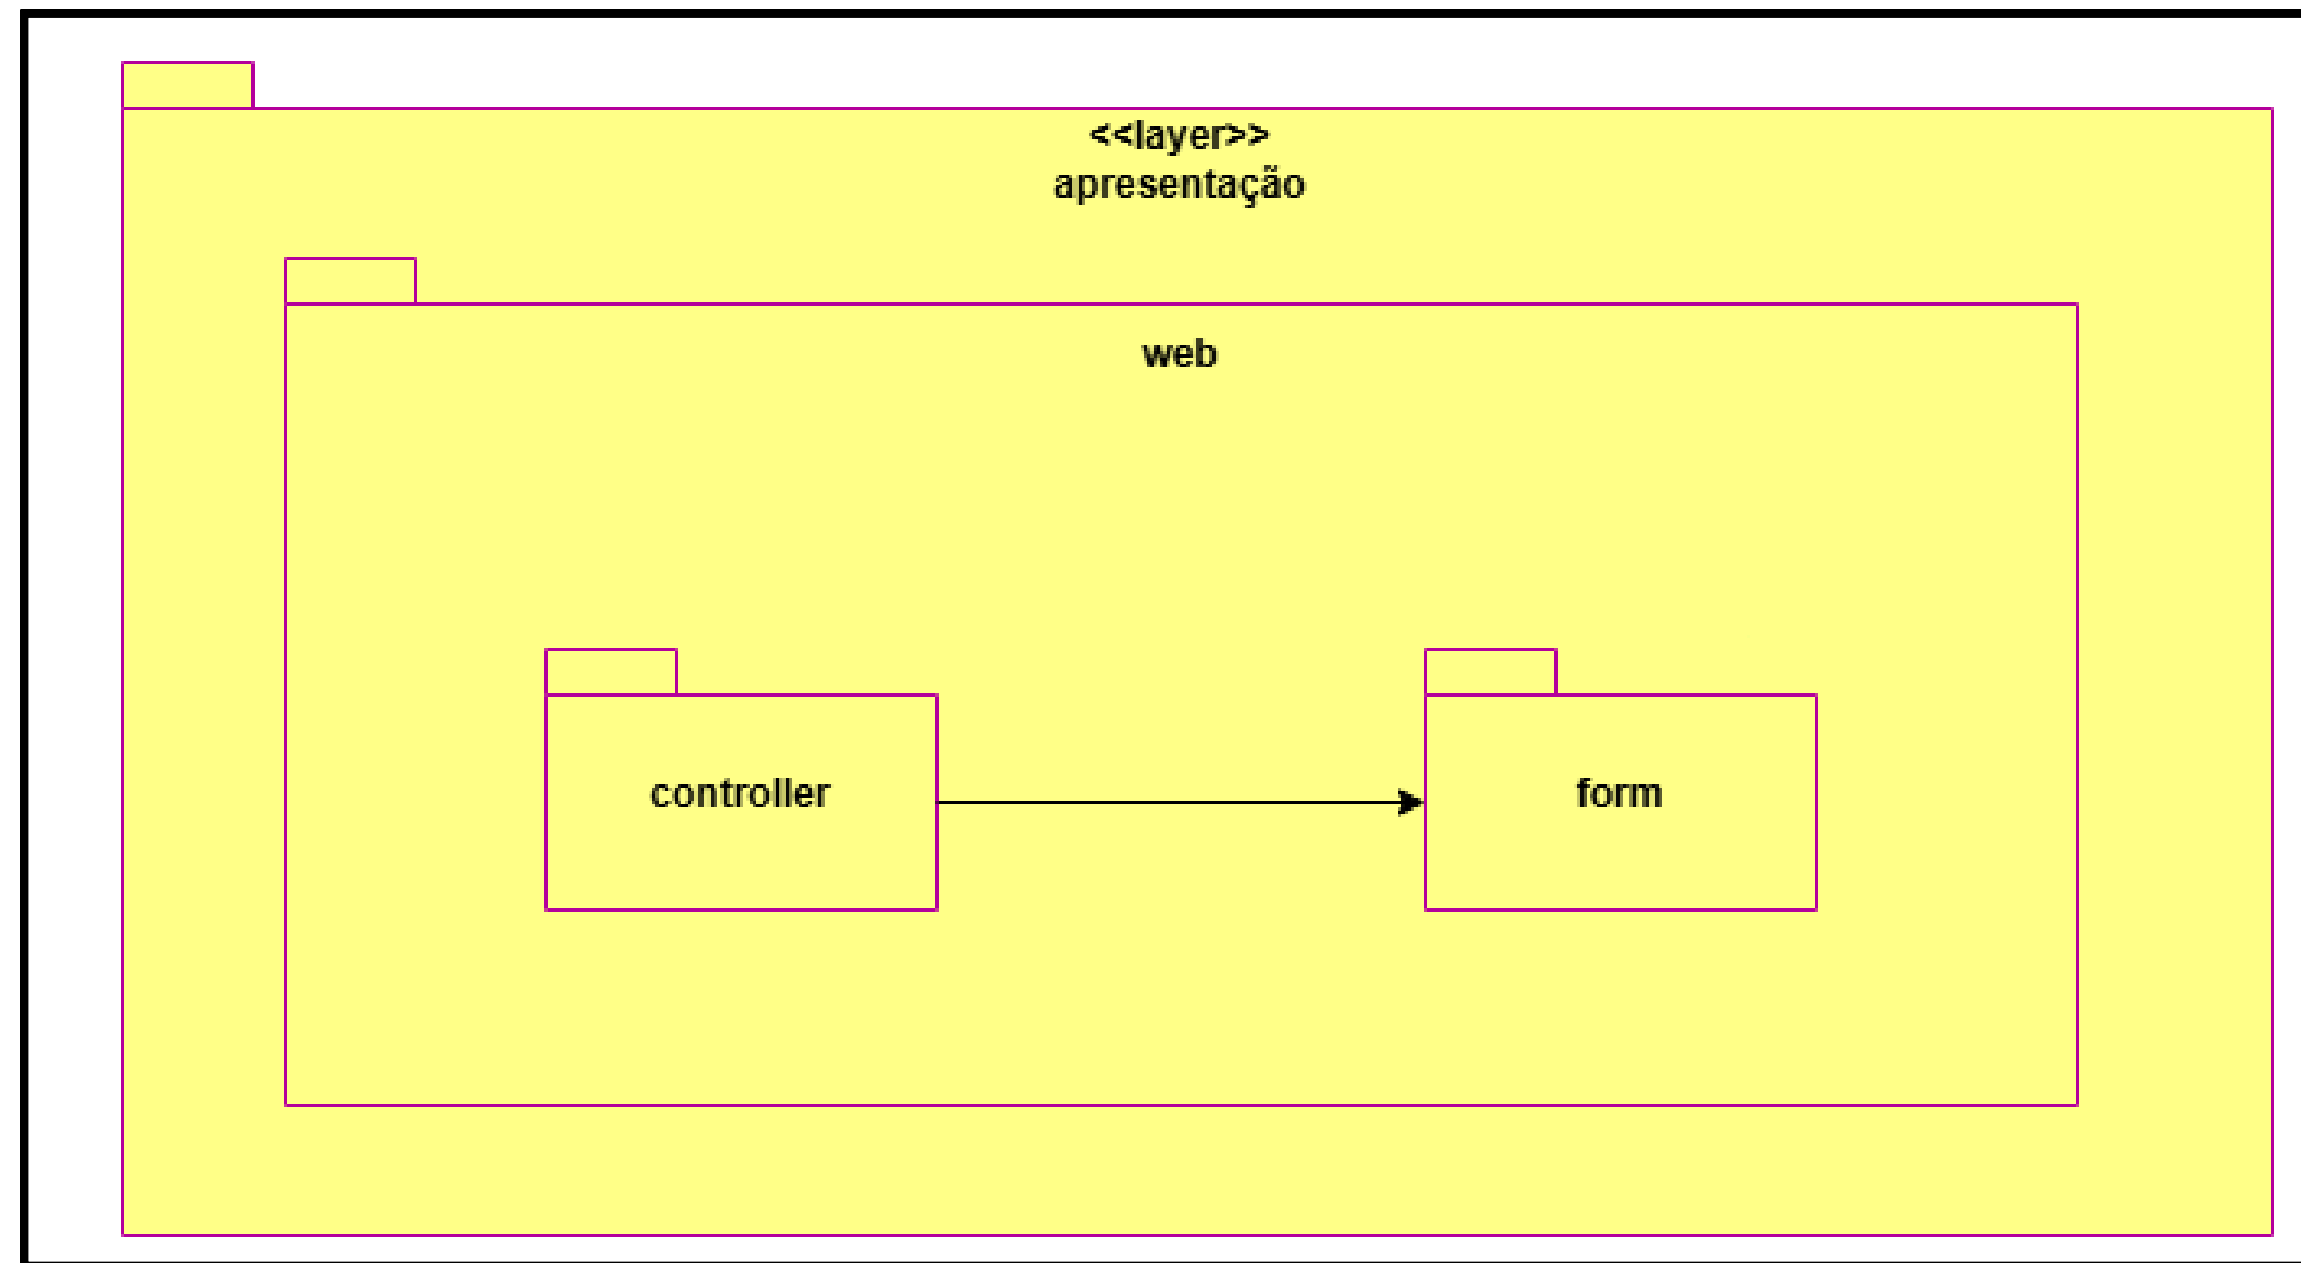 <<layer>>
apresentação
web
controller
form